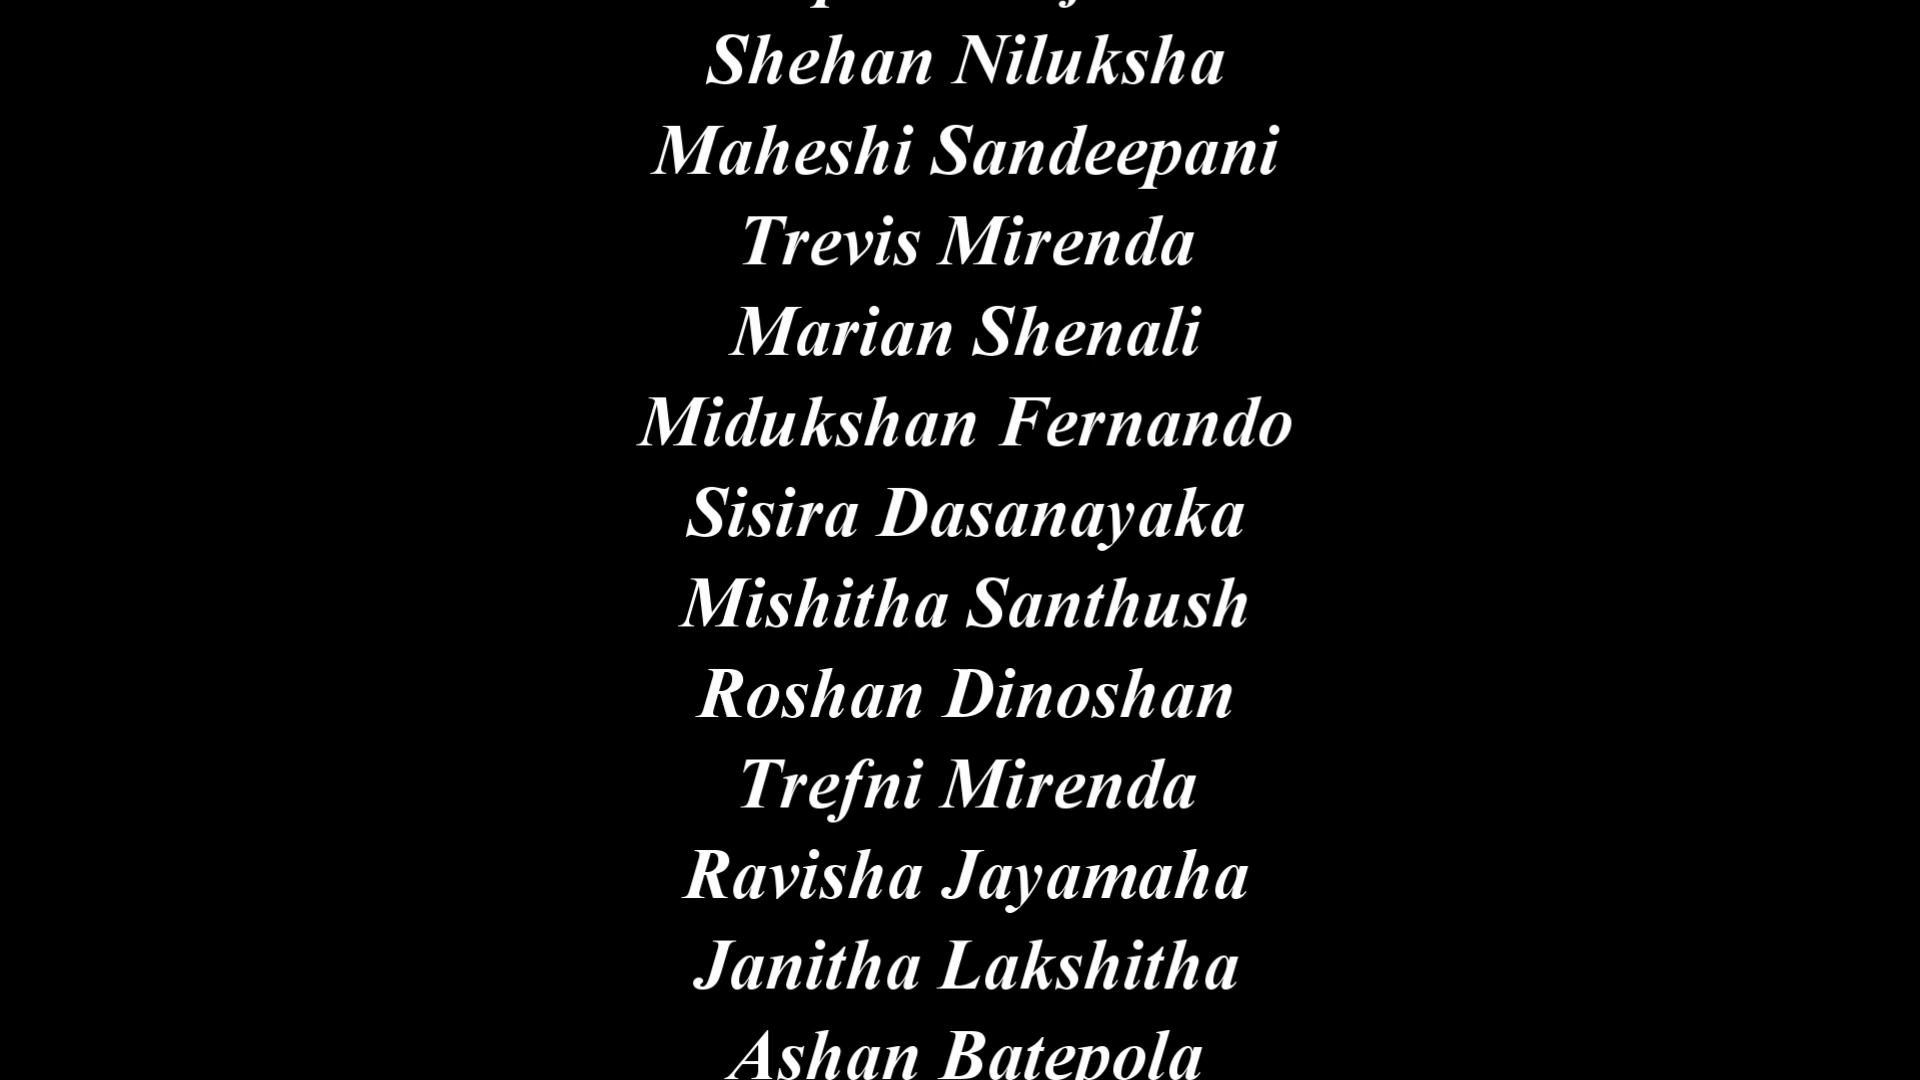 Shehan Niluksha
Maheshi Sandeepani
Trevis Mirenda
Marian Shenali
Midukshan Fernando
Sisira Dasanayaka
Mishitha Santhush
Roshan Dinoshan
Trefni Mirenda
Ravisha Jayamaha
Janitha Lakshitha
Ashan Batepola